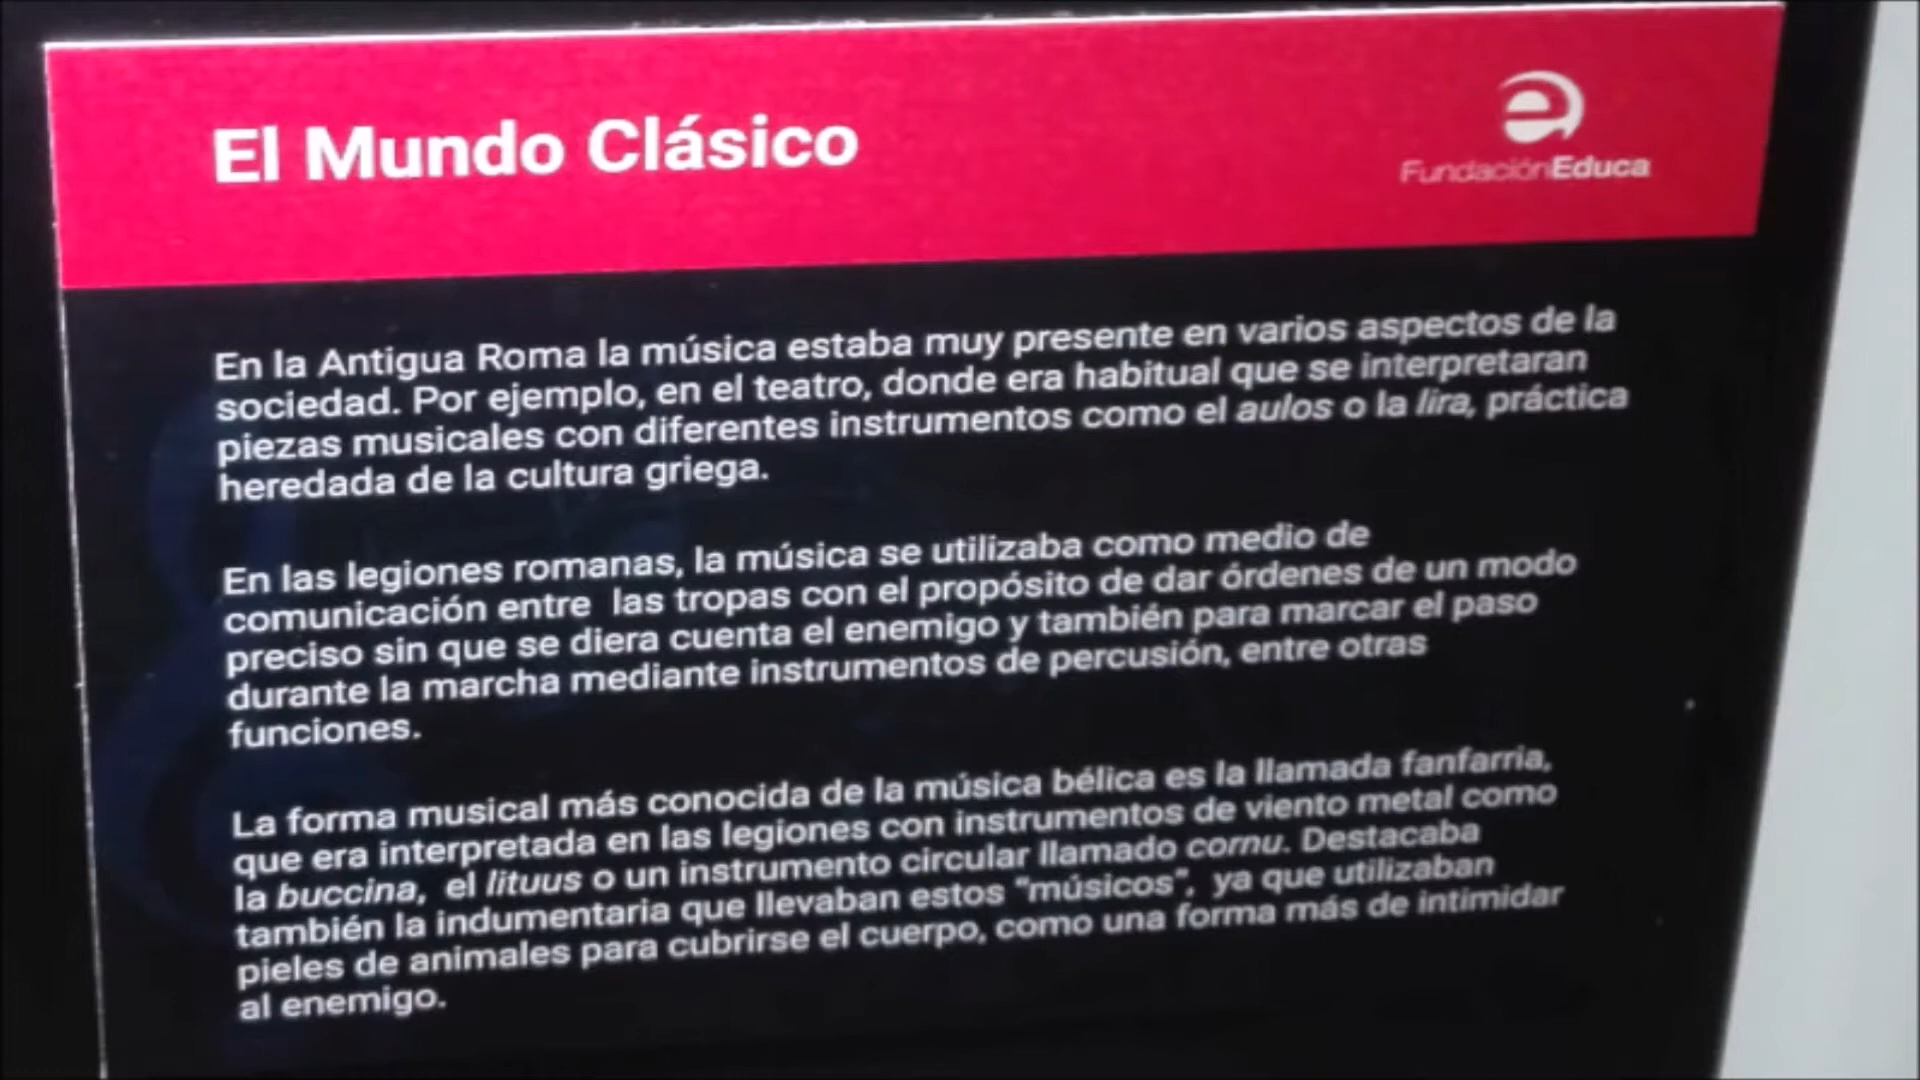 El Mundo Clásico
FundaciónEduca
En la Antigua Roma la música estaba muy presente en varios aspectos de la
sociedad. Por ejemplo, en el teatro, donde era habitual que se interpretaran
piezas musicales con diferentes instrumentos como el aulos o la lira, práctica
heredada de la cultura griega.
En las legiones romanas, la música se utilizaba como medio de
comunicación entre las tropas con el propósito de dar órdenes de un modo
preciso sin que se diera cuenta el enemigo y también para marcar el paso
durante la marcha mediante instrumentos de percusión, entre otras
funciones.
La forma musical más conocida de la música bélica es la llamada fanfarria,
que era interpretada en las legiones con instrumentos de viento metal como
la buccina, el lituus o un instrumento circular llamado cornu. Destacaba
también la indumentaria que llevaban estos "músicos", ya que utilizaban
pieles de animales para cubrirse el cuerpo, como una forma más de intimidar
al enemigo.